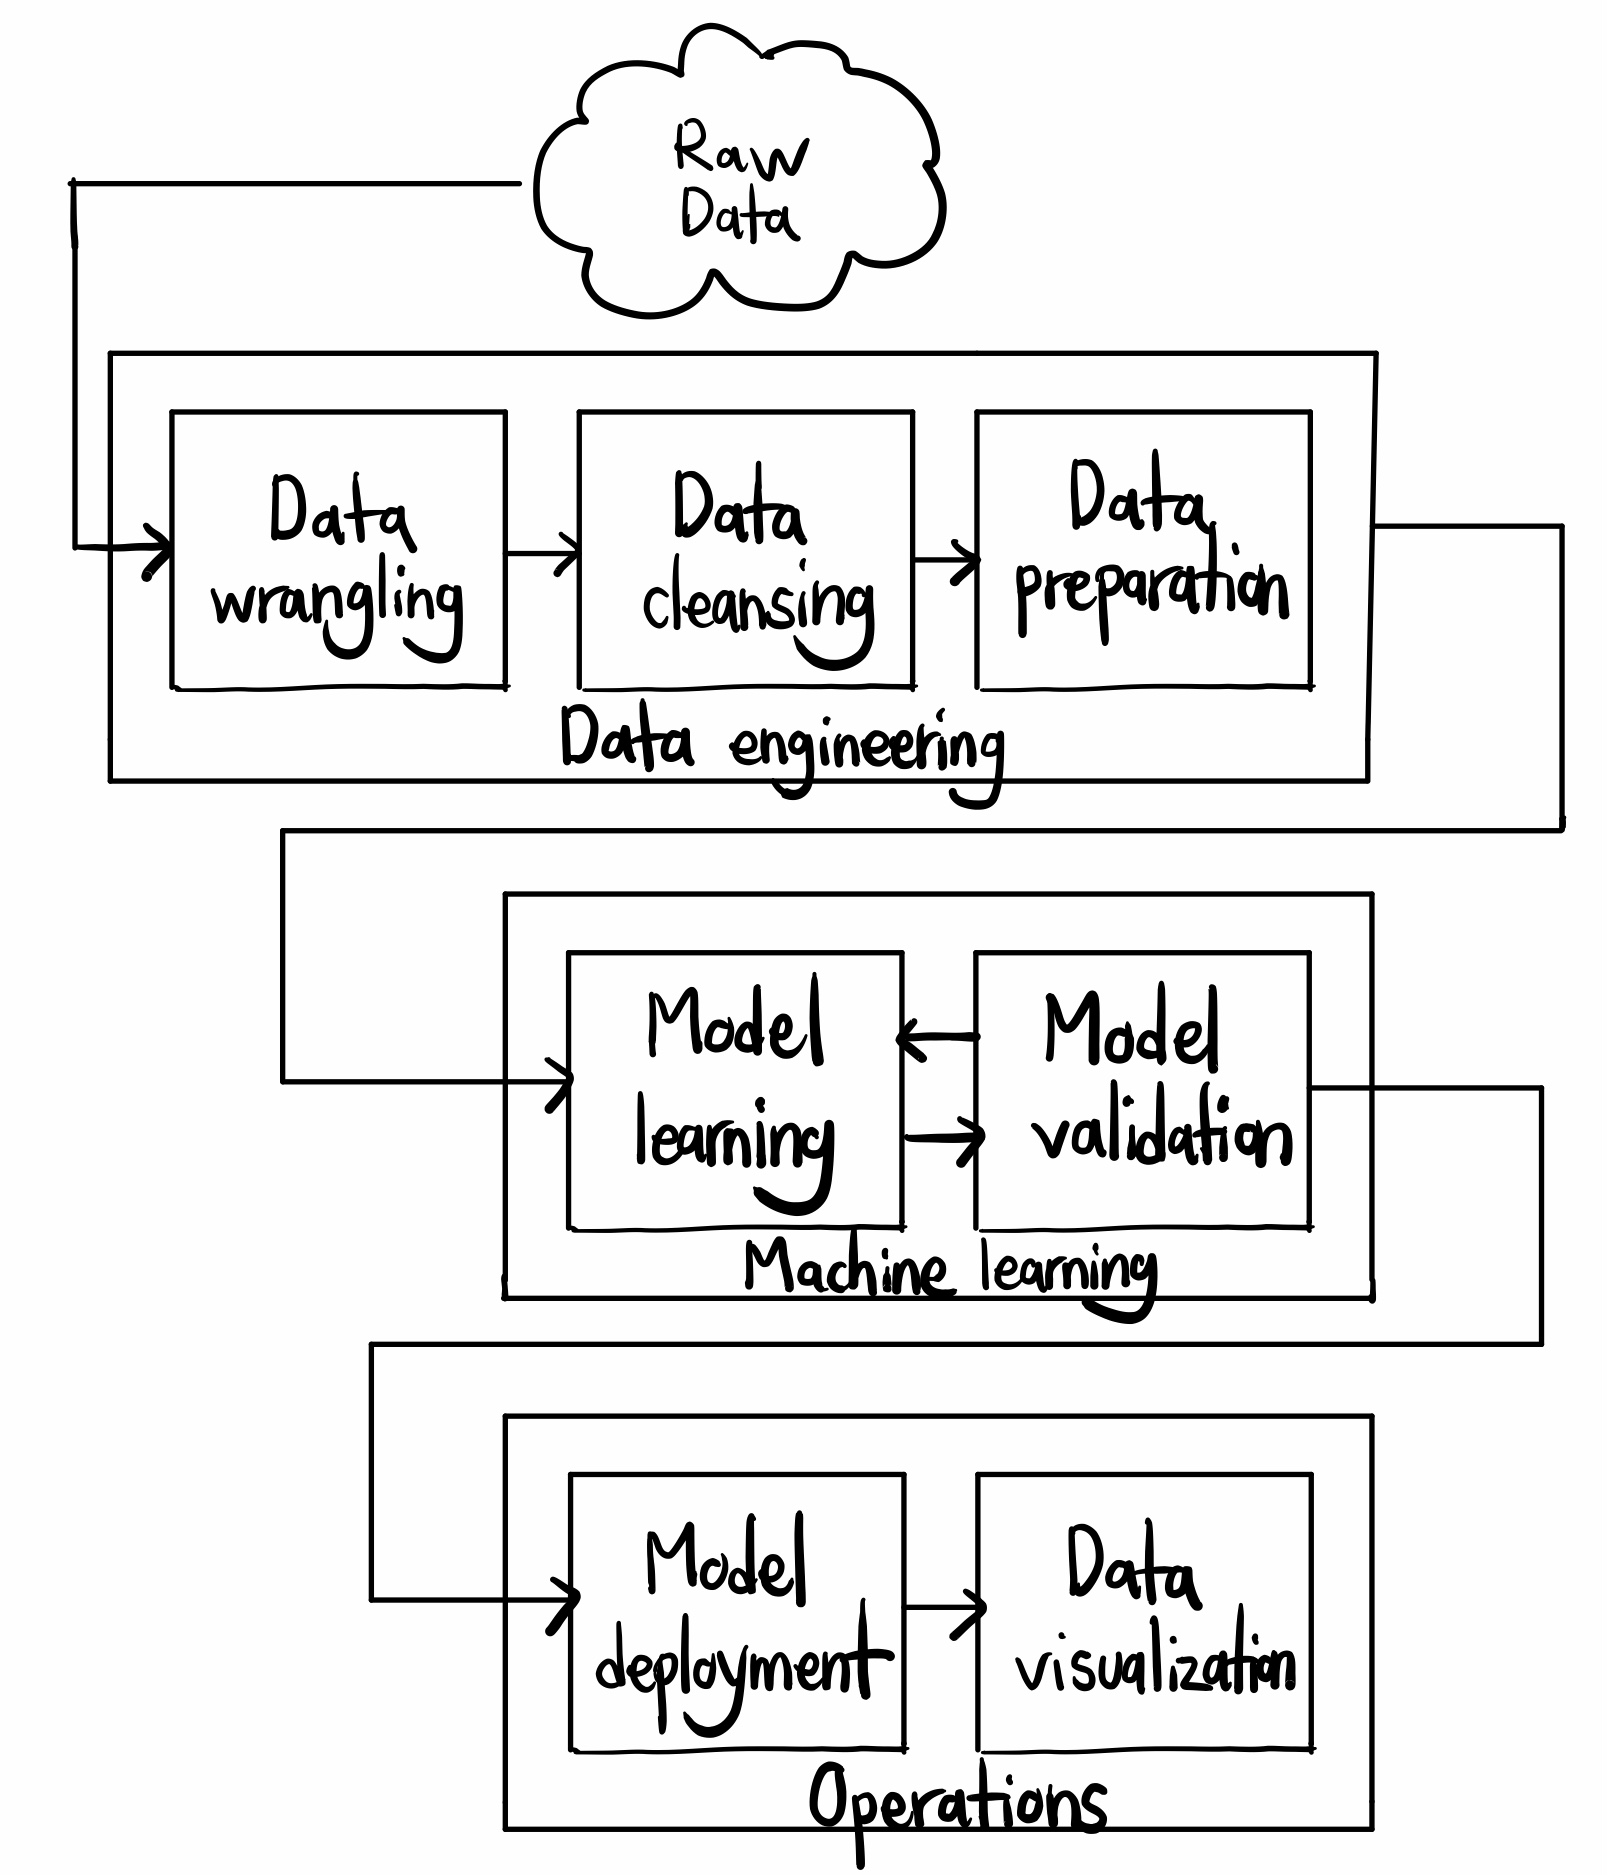 Raw
Data
Data
wrangling
Data
cleansing
Data
preparation
Data engineering
Model
learning
Model
validation
Machine learning
Model
deployment
Data
visualization
Operations